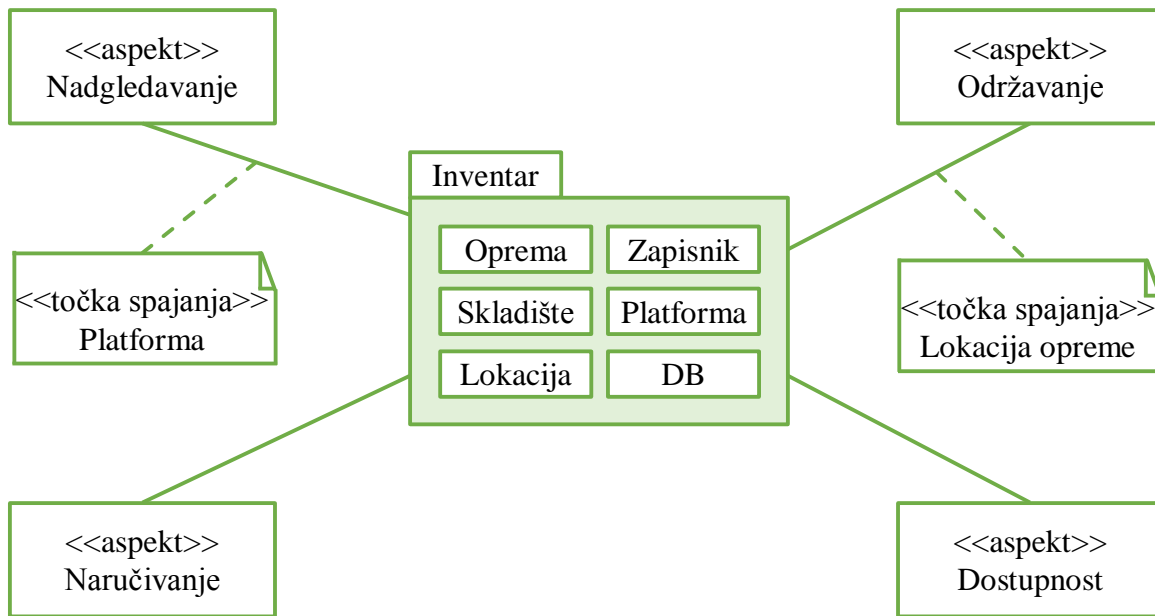 <<aspekt>>
Nadgledavanje
<<aspekt>>
Održavanje
Inventar
Oprema
Zapisnik
Skladište
Platforma
Lokacija
DB
<<točka spajanja>>
Platforma
<<točka spajanja>>
Lokacija opreme
<<aspekt>>
Naručivanje
<<aspekt>>
Dostupnost